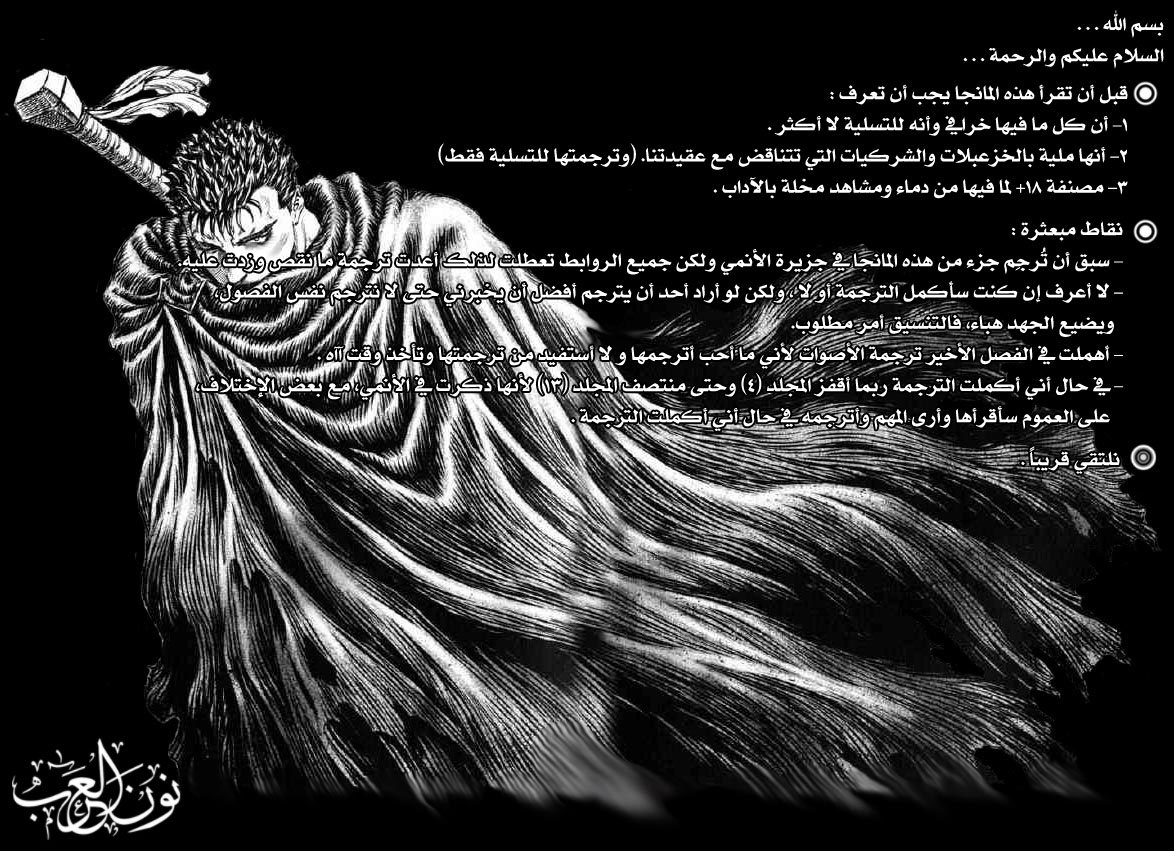 بسم الله ...
السلام عليكم والرحمة ...
قبل أن تقرأ هذه المانجا يجب أن تعرف :
١- أن كل ما فيها خرافي وأنه للتسلية لا أكثر .
٢- أنها ملية بالخزعبلات والشركيات التي تتناقض مع عقيدتنا. (وترجمتها للتسلية فقط)
٣- مصنفة ١٨+ لما فيها من دماء ومشاهد مخلة بالآداب .
نقاط مبعثرة :
- سبق أن تُرجم جزء من هذه المانجا في جزيرة الأنمي ولكن جميع الروابط تعطلت لذلك أعدت ترجمة ما نقص وزدت عليه.
- لا أعرف إن كنت سأكمل الترجمة أو لا ، ولكن لو أراد أحد أن يترجم أفضل أن يخبرني حتى لا نترجم نفس الفصول،
ويضيع الجهد هباء، فالتنسيق أمر مطلوب.
- أهملت في الفصل الأخير ترجمة الأصوات لأني ما أحب أترجمها و لا أستفيد من ترجمتها وتأخذ وقت آآه .
- في حال أني أكملت الترجمة ربما أقفز المجلد (٤) وحتى منتصف المجلد (١٣) لأنها ذكرت في الأنمي، مع بعض الإختلاف،
على العموم سأقرأها وأرى المهم وأترجمه في حال أني أكملت الترجمة .
نلتقي قريباً .
نون العرب